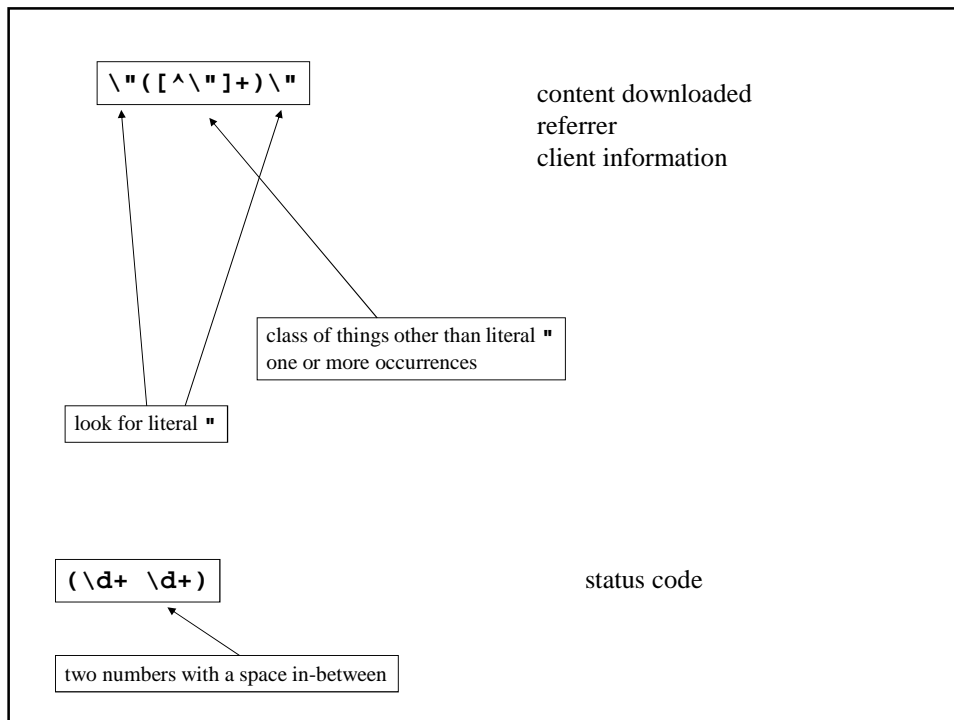 \"([^\"]+)\"
content downloaded
referrer
client information
class of things other than literal "
one or more occurrences
look for literal "
(\d+ \d+)
status code
two numbers with a space in-between